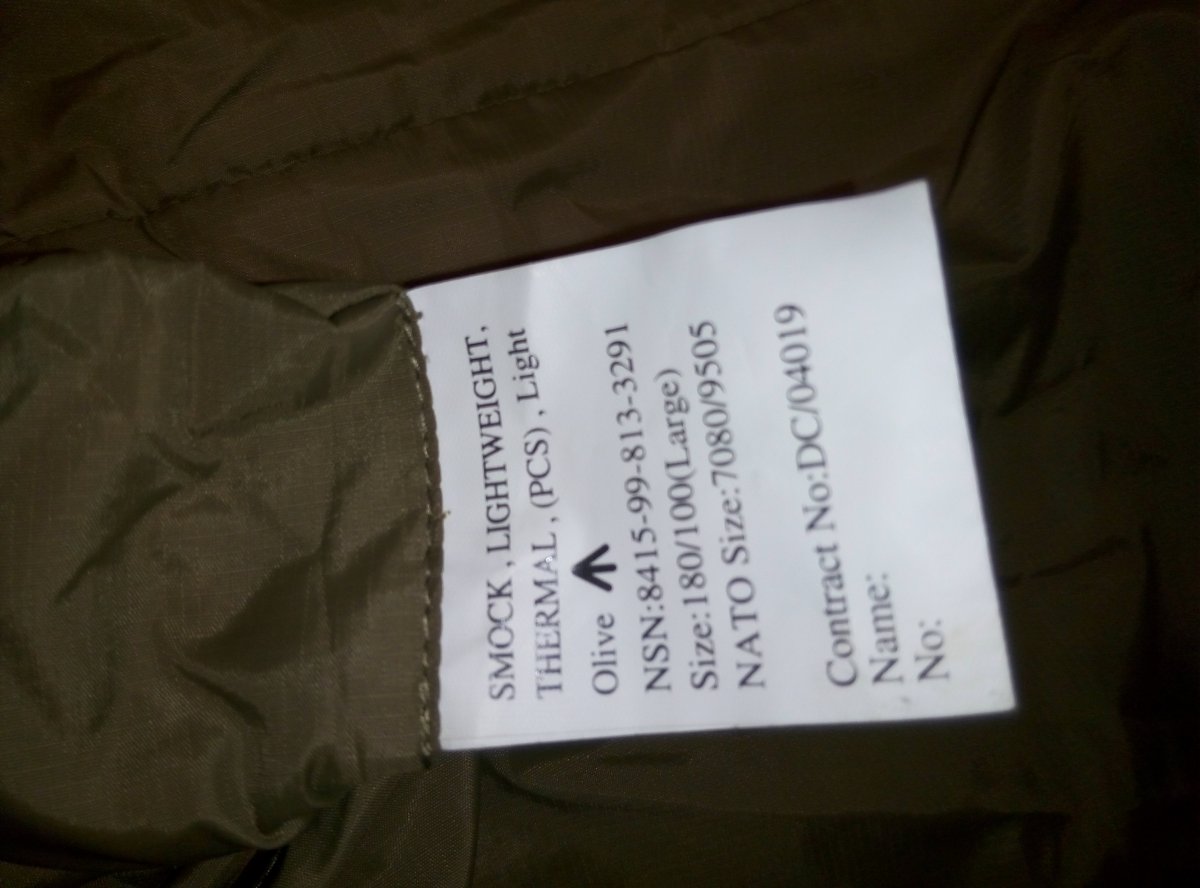 SMOCK, LIGHTWEIGHT,
THERMAL, (PCS), Light
Olive
NSN:8415-99-813-3291
Size:180/100(Large)
NATO Size:7080/9505
Contract No:DC/04019
Name:
No: